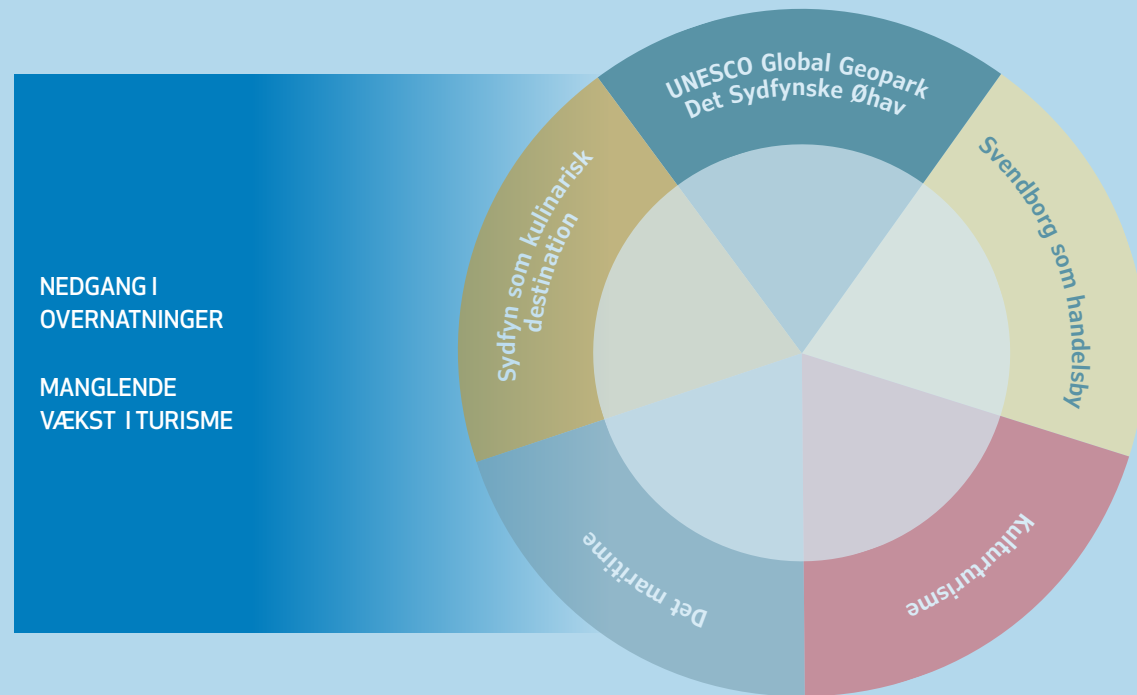 NEDGANG I
OVERNATNINGER
MANGLENDE
VÆKST I TURISME
UNESCO Global Geopark
Det Sydfynske Øhav
Svendborg som handelsby
Kulturturisme
Det maritime
Sydfyn som kulinarisk
destination